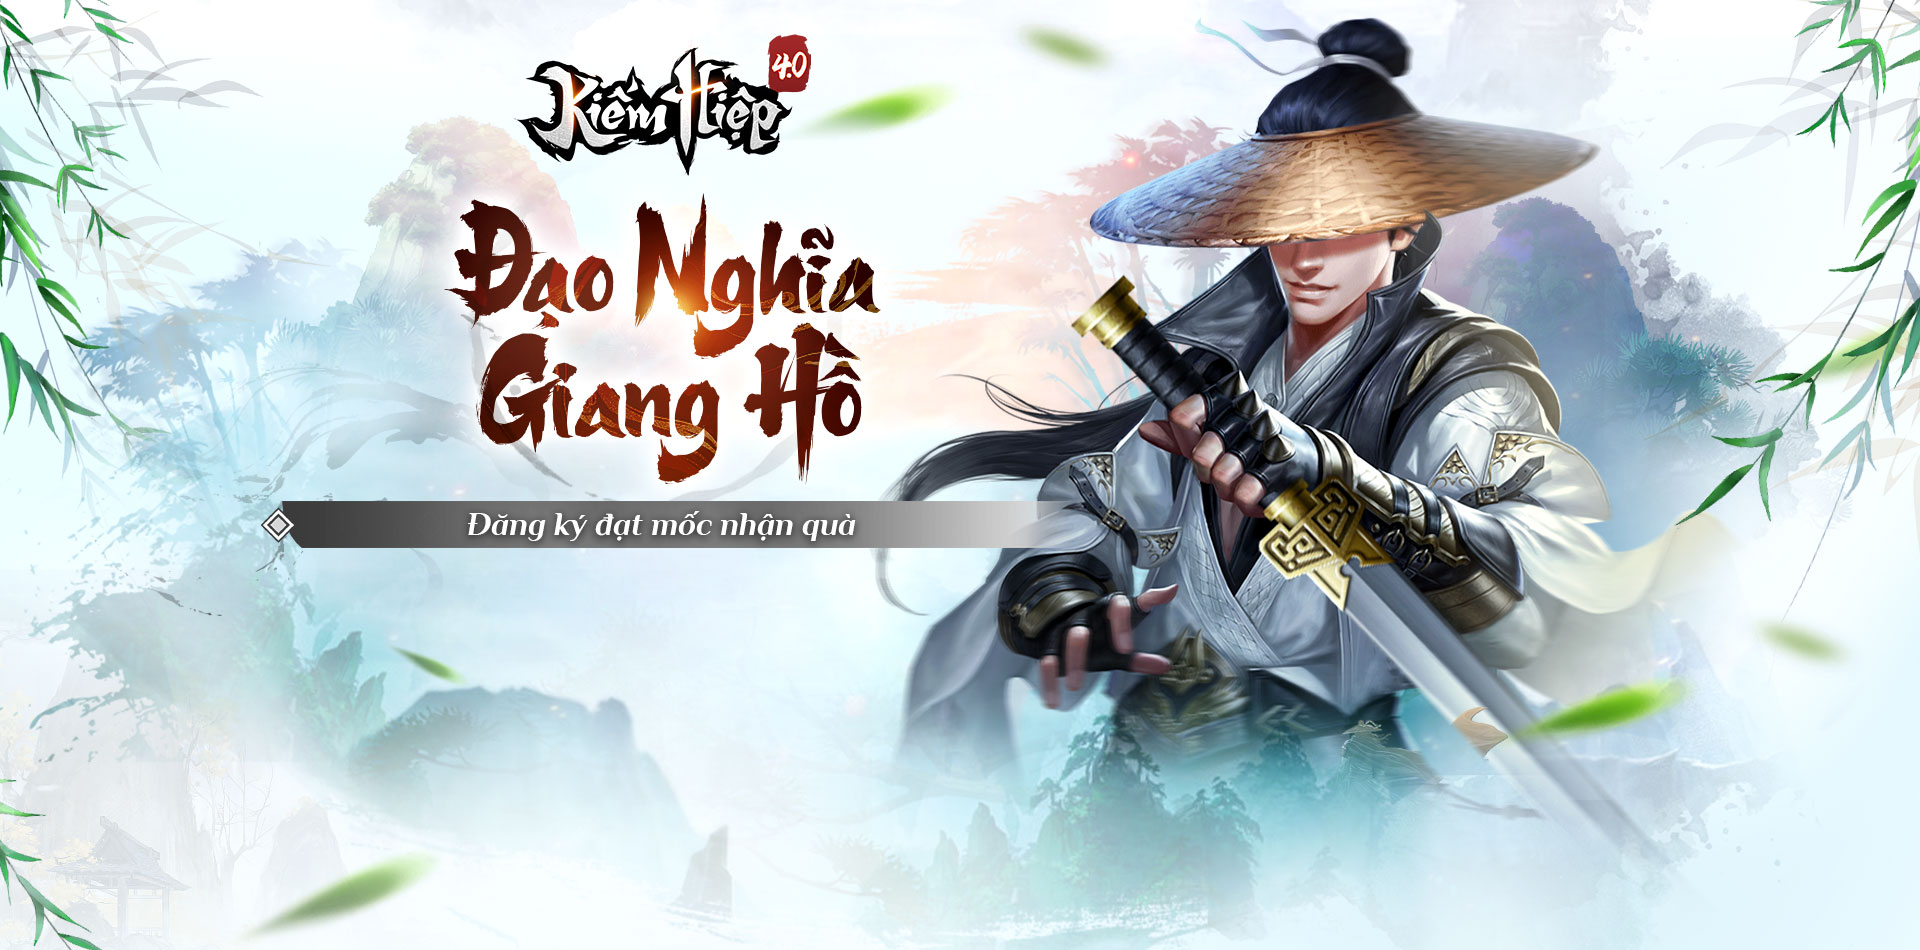 Kiếm Hiệp 4.0
Đạo Nghĩa
Giang Hồ
Đăng ký đạt mốc nhận quà